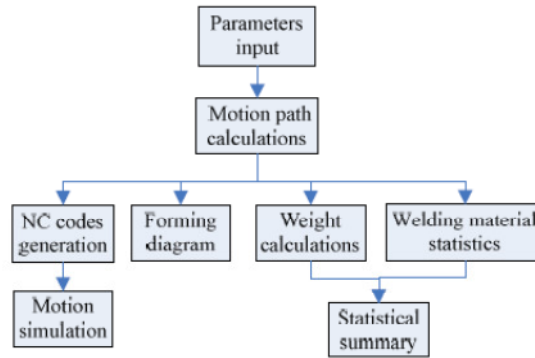 Parameters
input
Motion path
calculations
NC codes
generation
Forming
diagram
Weight
calculations
Welding material
statistics
Motion
simulation
Statistical
summary